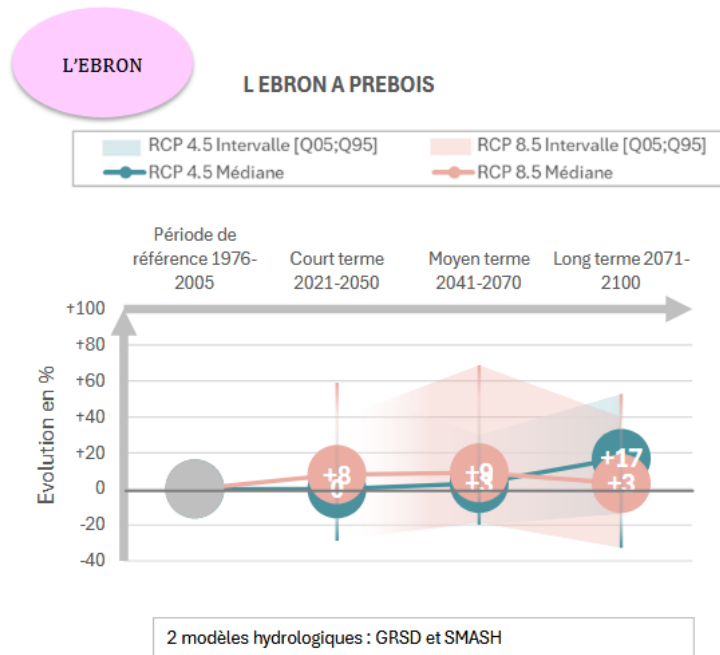 L'EBRON
L EBRON A PREBOIS
RCP 4.5 Intervalle [Q05;Q95]
RCP 8.5 Intervalle [Q05;Q95]
RCP 4.5 Médiane
RCP 8.5 Médiane
Période de
référence 1976-
2005
Court terme
2021-2050
Moyen terme
2041-2070
Long terme 2071-
2100
+100
+80
+60
+40
+20
0
-20
-40
Evolution en %
+8
0
+9
+3
+17
+3
2 modèles hydrologiques : GRSD et SMASH